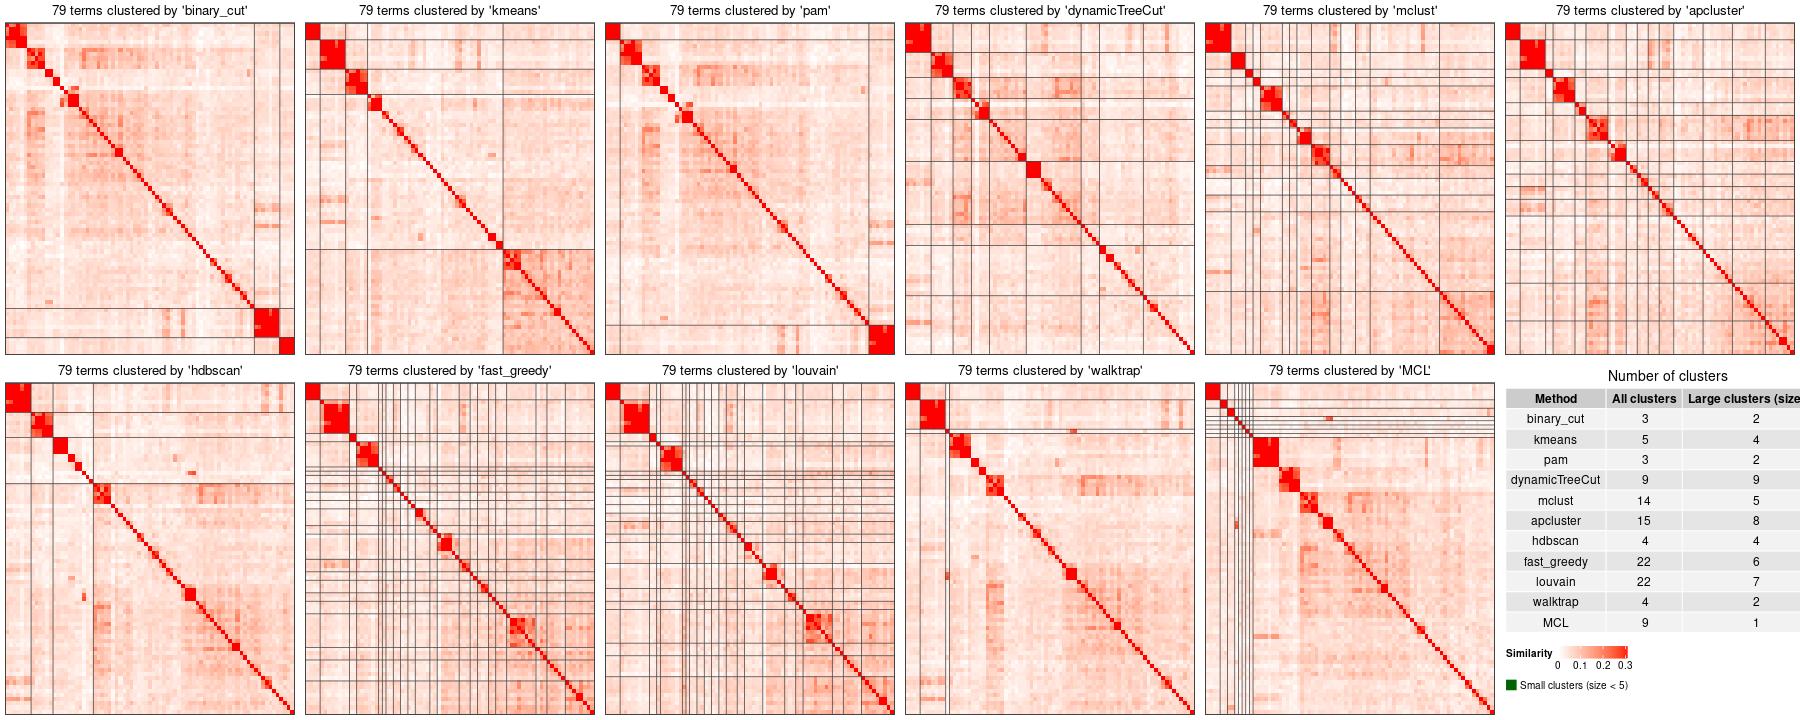 79 terms clustered by 'binary_cut'
79 terms clustered by 'kmeans'
79 terms clustered by 'pam'
79 terms clustered by 'dynamicTreeCut'
79 terms clustered by 'mclust'
79 terms clustered by 'apcluster'
79 terms clustered by 'hdbscan'
79 terms clustered by 'fast_greedy'
79 terms clustered by 'louvain'
79 terms clustered by 'walktrap'
79 terms clustered by 'MCL'
Number of clusters
Method All clusters Large clusters (size
binary_cut 3 2
kmeans 5 4
pam 3 2
dynamicTreeCut 9 9
mclust 14 5
apcluster 15 8
hdbscan 4 4
fast_greedy 22 6
louvain 22 7
walktrap 4 2
MCL 9 1
Similarity
0 0.1 0.2 0.3
Small clusters (size < 5)